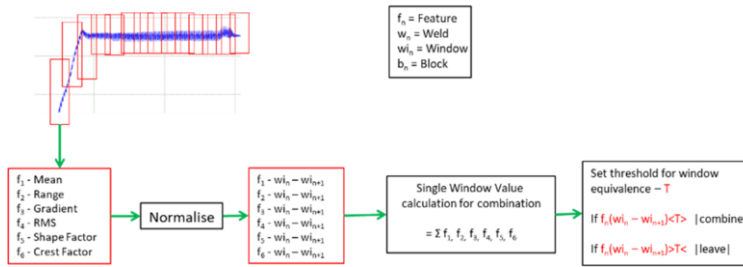 fn = Feature
wn = Weld
win = Window
bn = Block
f1 - Mean
f2 - Range
f3 - Gradient
f4 - RMS
f5 - Shape Factor
f6 - Crest Factor
Normalise
f1 - win – win+1
f2 - win – win+1
f3 - win – win+1
f4 - win – win+1
f5 - win – win+1
f6 - win – win+1
Single Window Value
calculation for combination
= Σ f1, f2, f3, f4, f5, f6
Set threshold for window
equivalence – T
If fn(win – win+1)<T> |combine
If fn(win – win+1)>T< |leave|